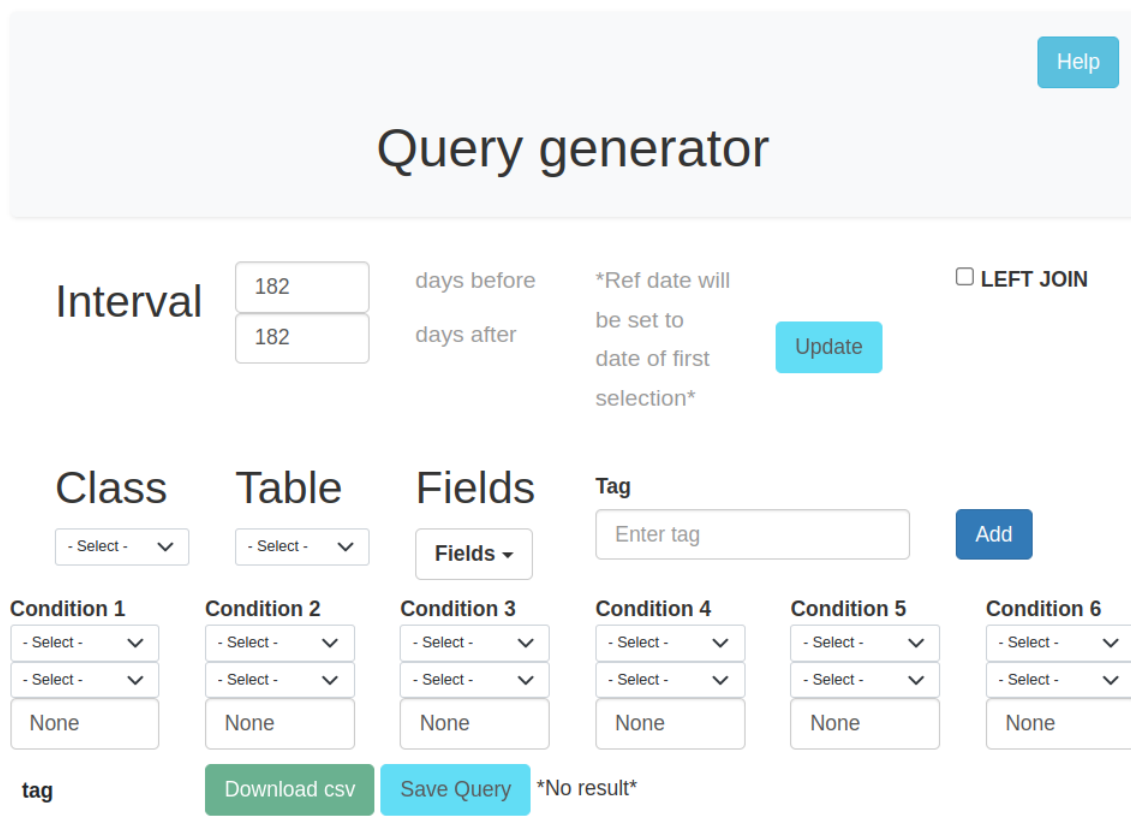 Help
Query generator
Interval
182
182
days before
days after
*Ref date will
be set to
date of first
selection*
Update
LEFT JOIN
Class
Table
Fields
Tag
- Select -
- Select -
Fields
Enter tag
Add
Condition 1 Condition 2 Condition 3 Condition 4 Condition 5 Condition 6
- Select - - Select - - Select - - Select - - Select - - Select -
- Select - - Select - - Select - - Select - - Select - - Select -
None None None None None None
tag Download csv Save Query *No result*